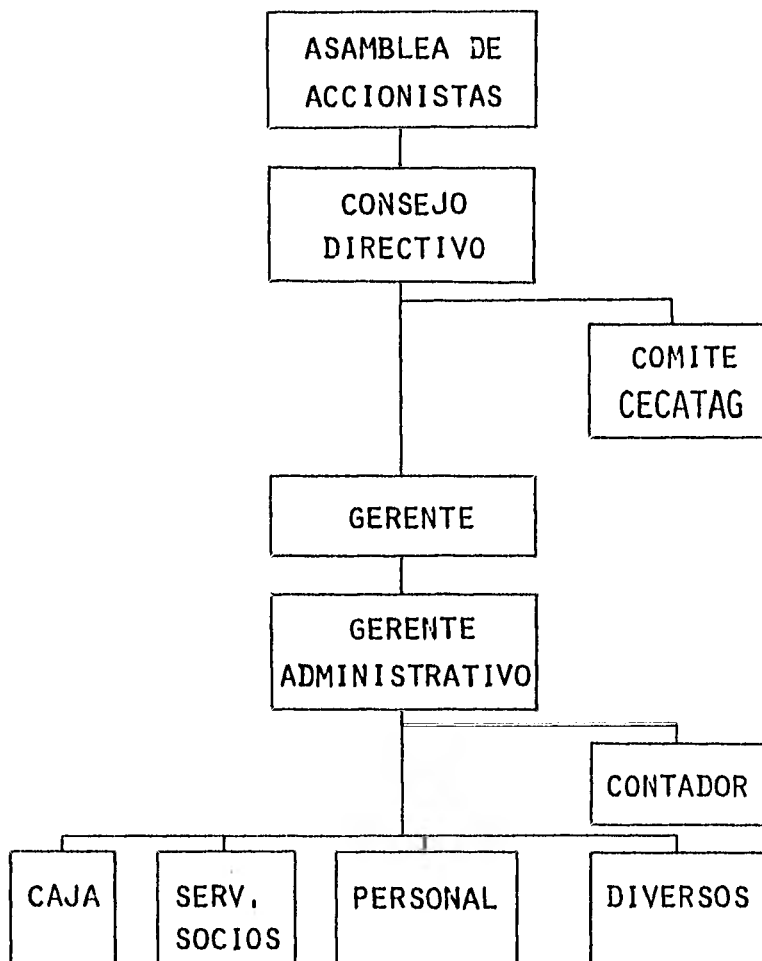 ASAMBLEA DE
ACCIONISTAS
CONSEJO
DIRECTIVO
COMITE
CECATAG
GERENTE
GERENTE
ADMINISTRATIVO
CONTADOR
CAJA
SERV.
SOCIOS
PERSONAL
DIVERSOS